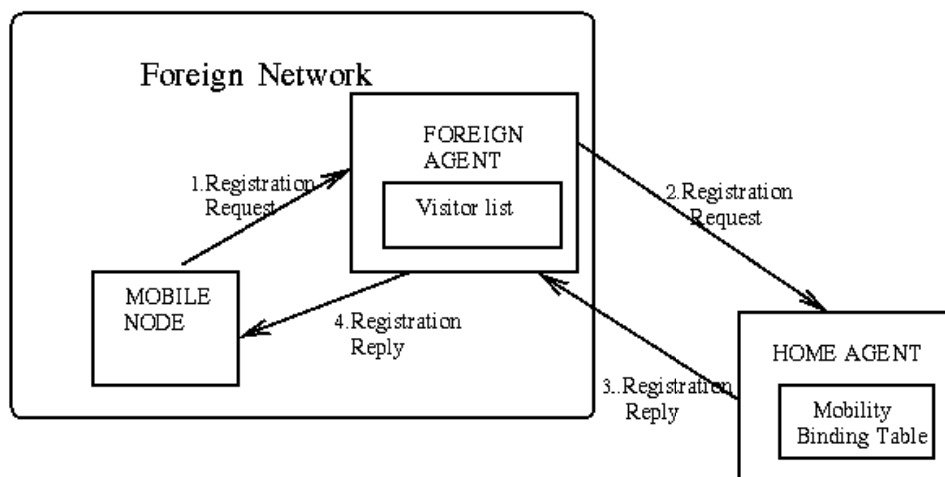 Foreign Network
FOREIGN
AGENT
Visitor list
1.Registration
Request
2.Registration
Request
MOBILE
NODE
4.Registration
Reply
HOME AGENT
3..Registration
Reply
Mobility
Binding Table